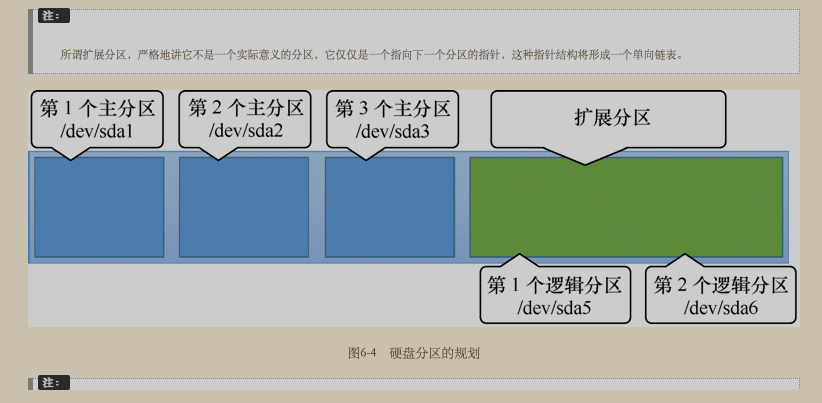 注：
所谓扩展分区，严格地讲它不是一个实际意义的分区，它仅仅是一个指向下一个分区的指针，这种指针结构将形成一个单向链表。
第 1 个主分区
/dev/sda1
第 2 个主分区
/dev/sda2
第 3 个主分区
/dev/sda3
扩展分区
第 1 个逻辑分区
/dev/sda5
第 2 个逻辑分区
/dev/sda6
图6-4 硬盘分区的规划
注：